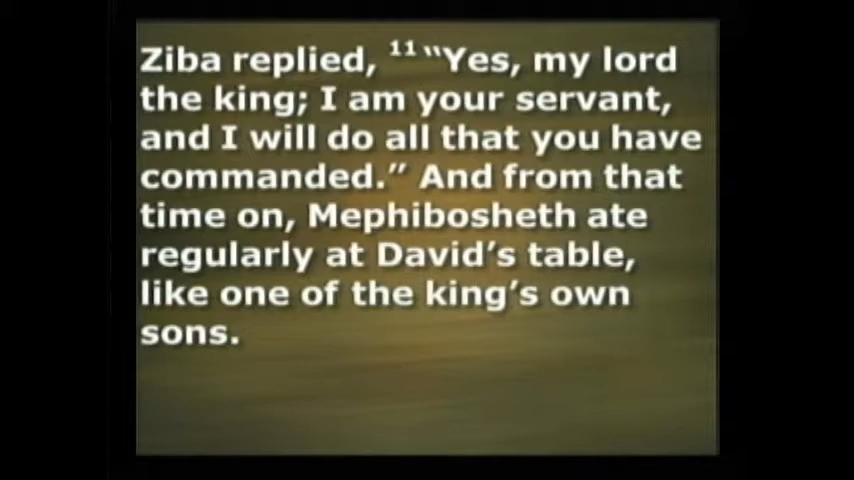 Ziba replied, ¹¹ “Yes, my lord
the king; I am your servant,
and I will do all that you have
commanded.” And from that
time on, Mephibosheth ate
regularly at David’s table,
like one of the king’s own
sons.